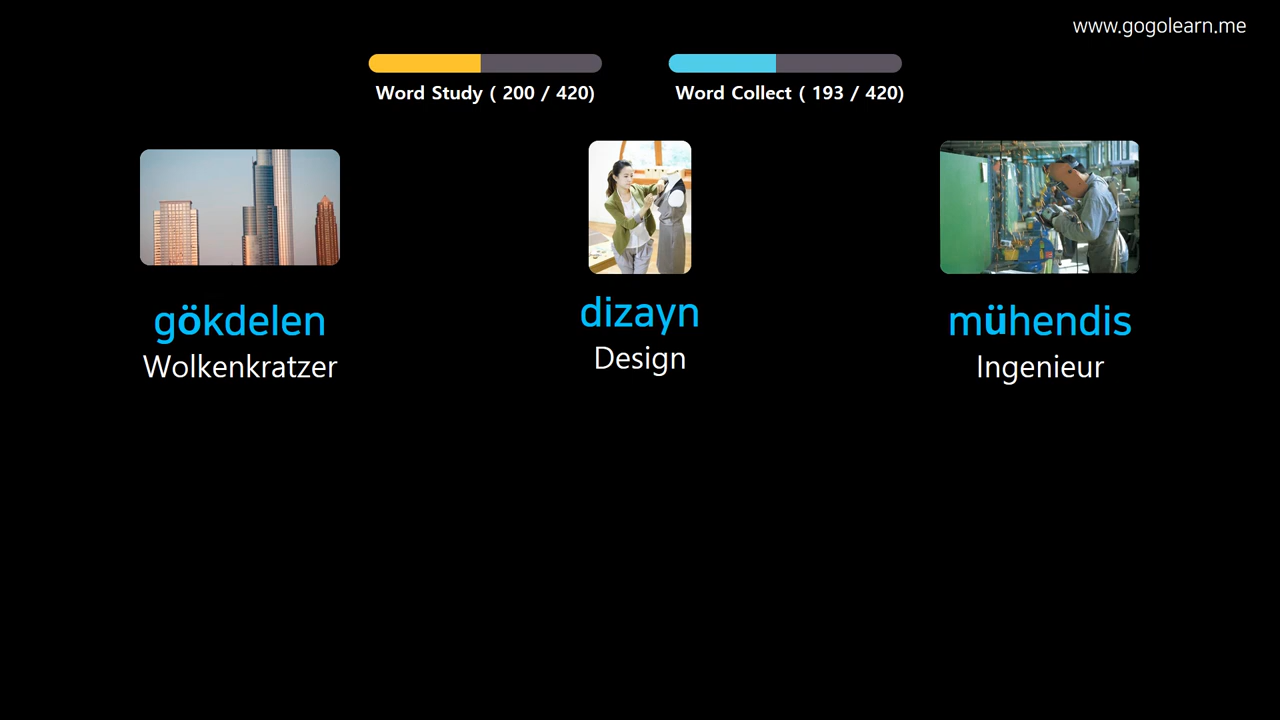 www.gogolearn.me
Word Study ( 200 / 420)
Word Collect ( 193 / 420)
gökdelen
Wolkenkratzer
dizayn
Design
mühendis
Ingenieur